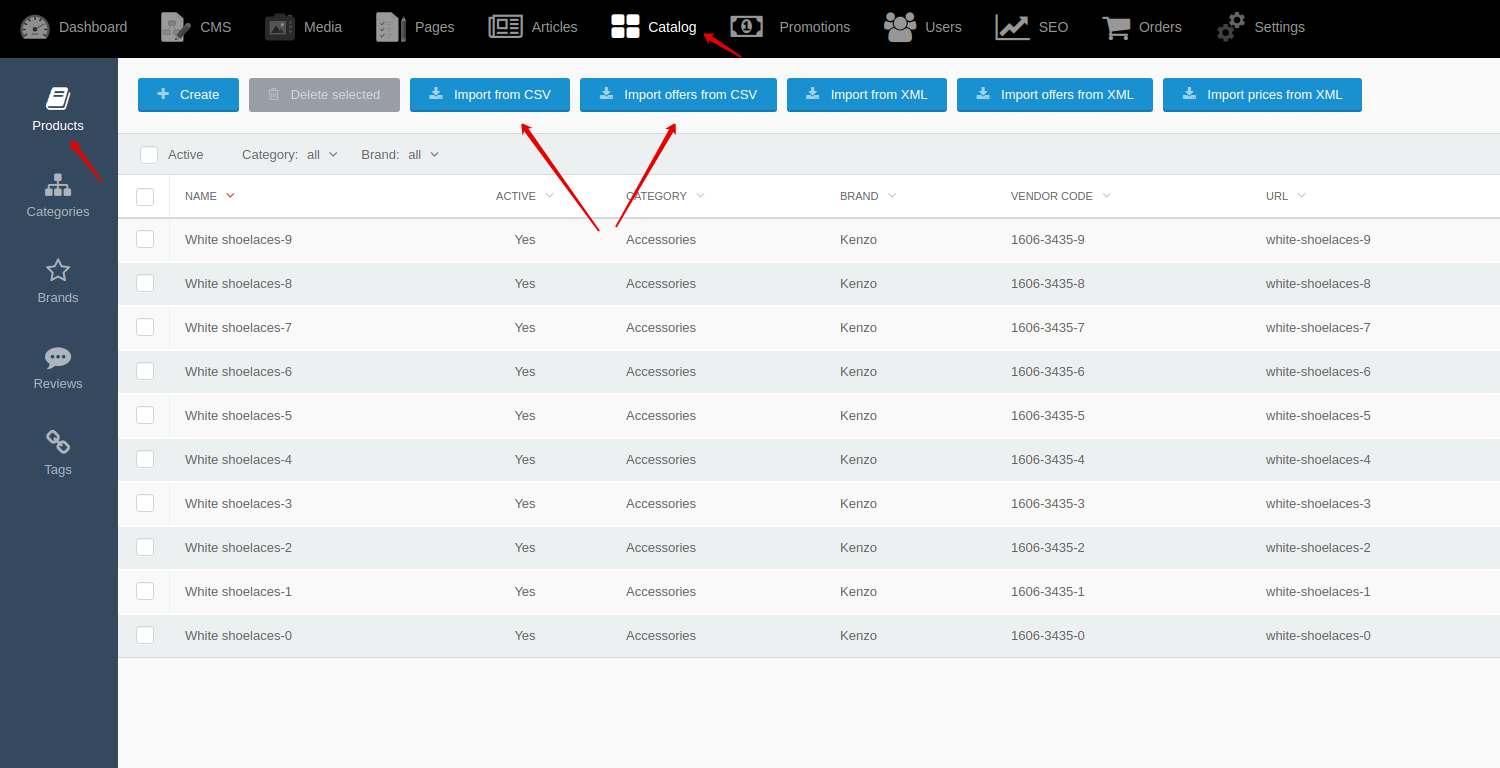 Dashboard CMS Media Pages Articles Catalog Promotions Users SEO Orders Settings
Products
Categories
Brands
Reviews
Tags
Create Delete selected Import from CSV Import offers from CSV Import from XML Import offers from XML Import prices from XML
Active Category: all Brand: all
NAME ACTIVE CATEGORY BRAND VENDOR CODE URL
White shoelaces-9 Yes Accessories Kenzo 1606-3435-9 white-shoelaces-9
White shoelaces-8 Yes Accessories Kenzo 1606-3435-8 white-shoelaces-8
White shoelaces-7 Yes Accessories Kenzo 1606-3435-7 white-shoelaces-7
White shoelaces-6 Yes Accessories Kenzo 1606-3435-6 white-shoelaces-6
White shoelaces-5 Yes Accessories Kenzo 1606-3435-5 white-shoelaces-5
White shoelaces-4 Yes Accessories Kenzo 1606-3435-4 white-shoelaces-4
White shoelaces-3 Yes Accessories Kenzo 1606-3435-3 white-shoelaces-3
White shoelaces-2 Yes Accessories Kenzo 1606-3435-2 white-shoelaces-2
White shoelaces-1 Yes Accessories Kenzo 1606-3435-1 white-shoelaces-1
White shoelaces-0 Yes Accessories Kenzo 1606-3435-0 white-shoelaces-0